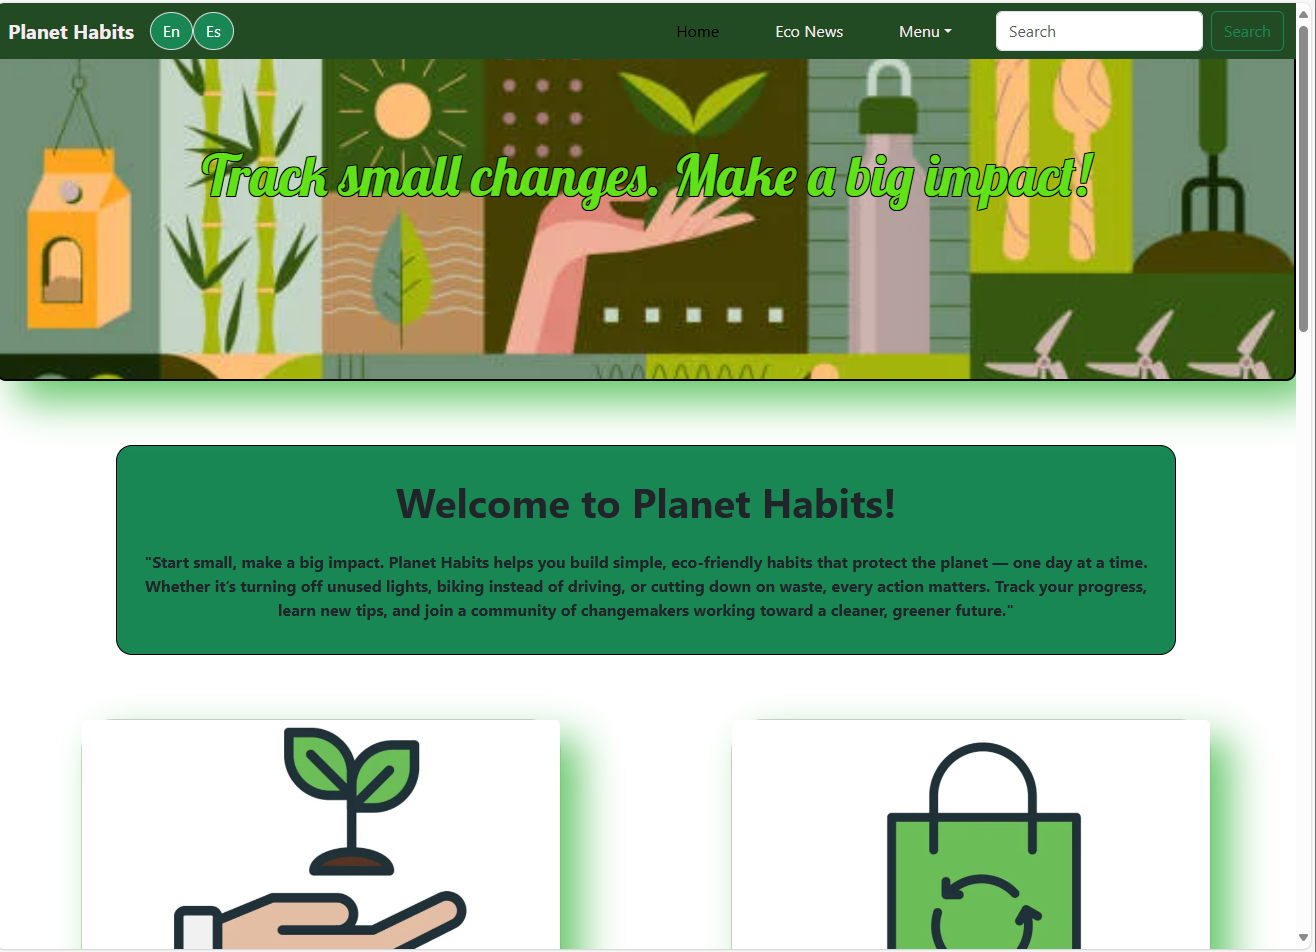 Planet Habits
En
Es
Home
Eco News
Menu
Search
Search
Track small changes. Make a big impact!
Welcome to Planet Habits!
"Start small, make a big impact. Planet Habits helps you build simple, eco-friendly habits that protect the planet — one day at a time.
Whether it’s turning off unused lights, biking instead of driving, or cutting down on waste, every action matters. Track your progress,
learn new tips, and join a community of changemakers working toward a cleaner, greener future."